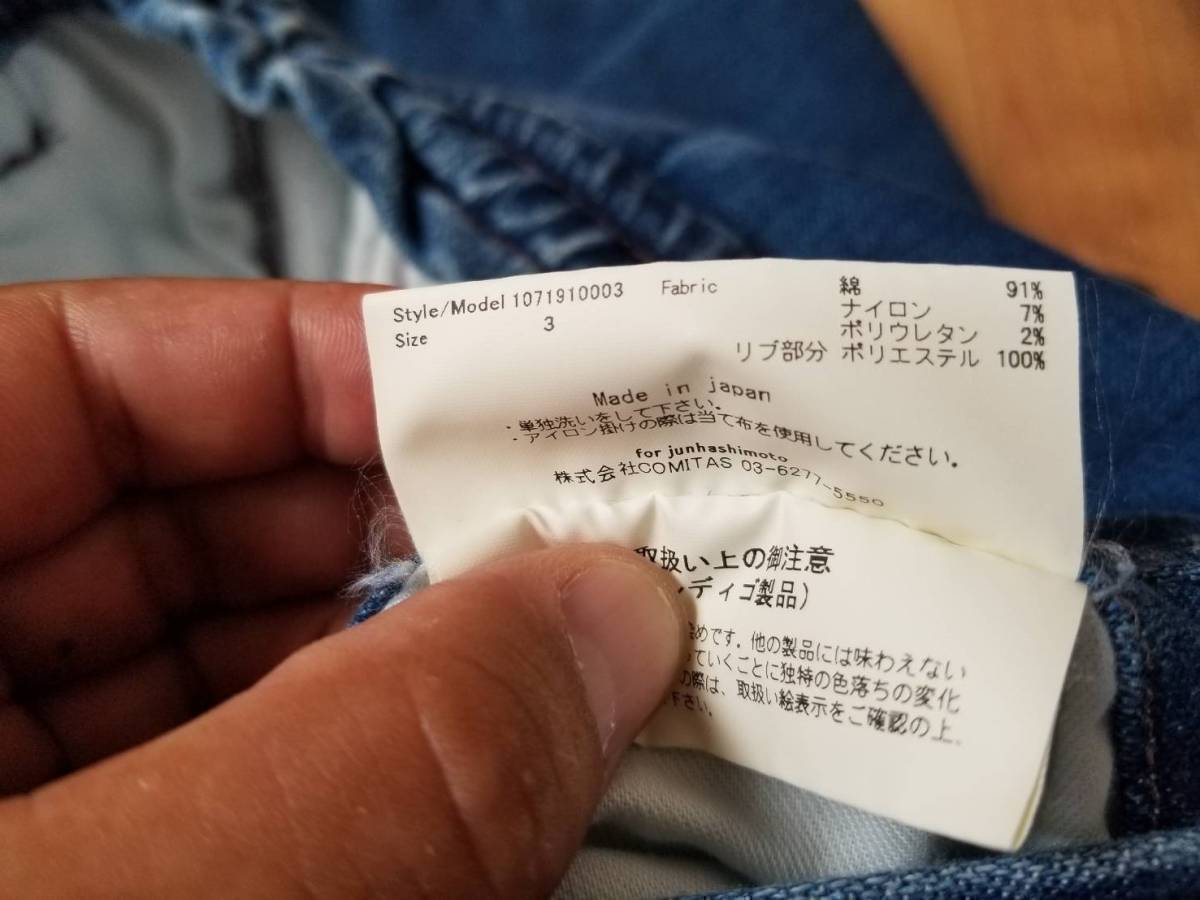 Style/Model 1071910003 Fabric 綿 91%
Size 3 ナイロン 7%
ポリウレタン 2%
リブ部分 ポリエステル 100%
Made in japan
・単独洗いをして下さい。
・アイロン掛けの際は当て布を使用してください。
for junhashimoto
株式会社COMITAS 03-6277-5550
取扱い上の御注意
ディゴ製品)
めです。他の製品には味わえない
っていくごとに独特の色落ちの変化
の際は、取扱い絵表示をご確認の上、
下さい。